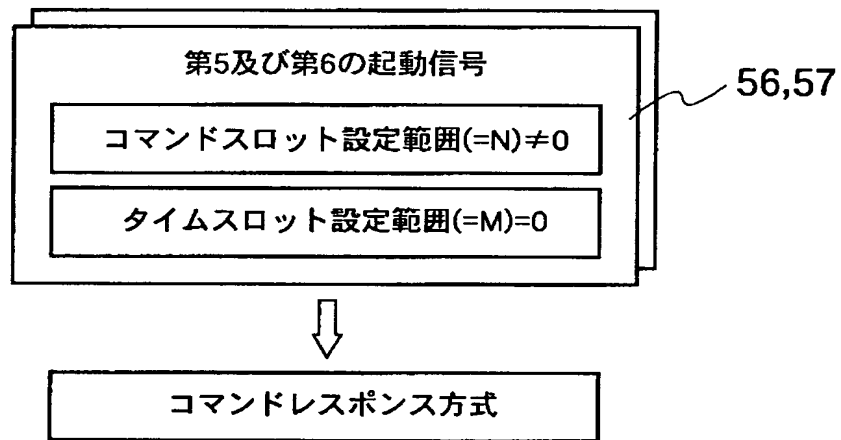 第5及び第6の起動信号
56,57
コマンドスロット設定範囲(=N)≠0
タイムスロット設定範囲(=M)=0
コマンドレスポンス方式